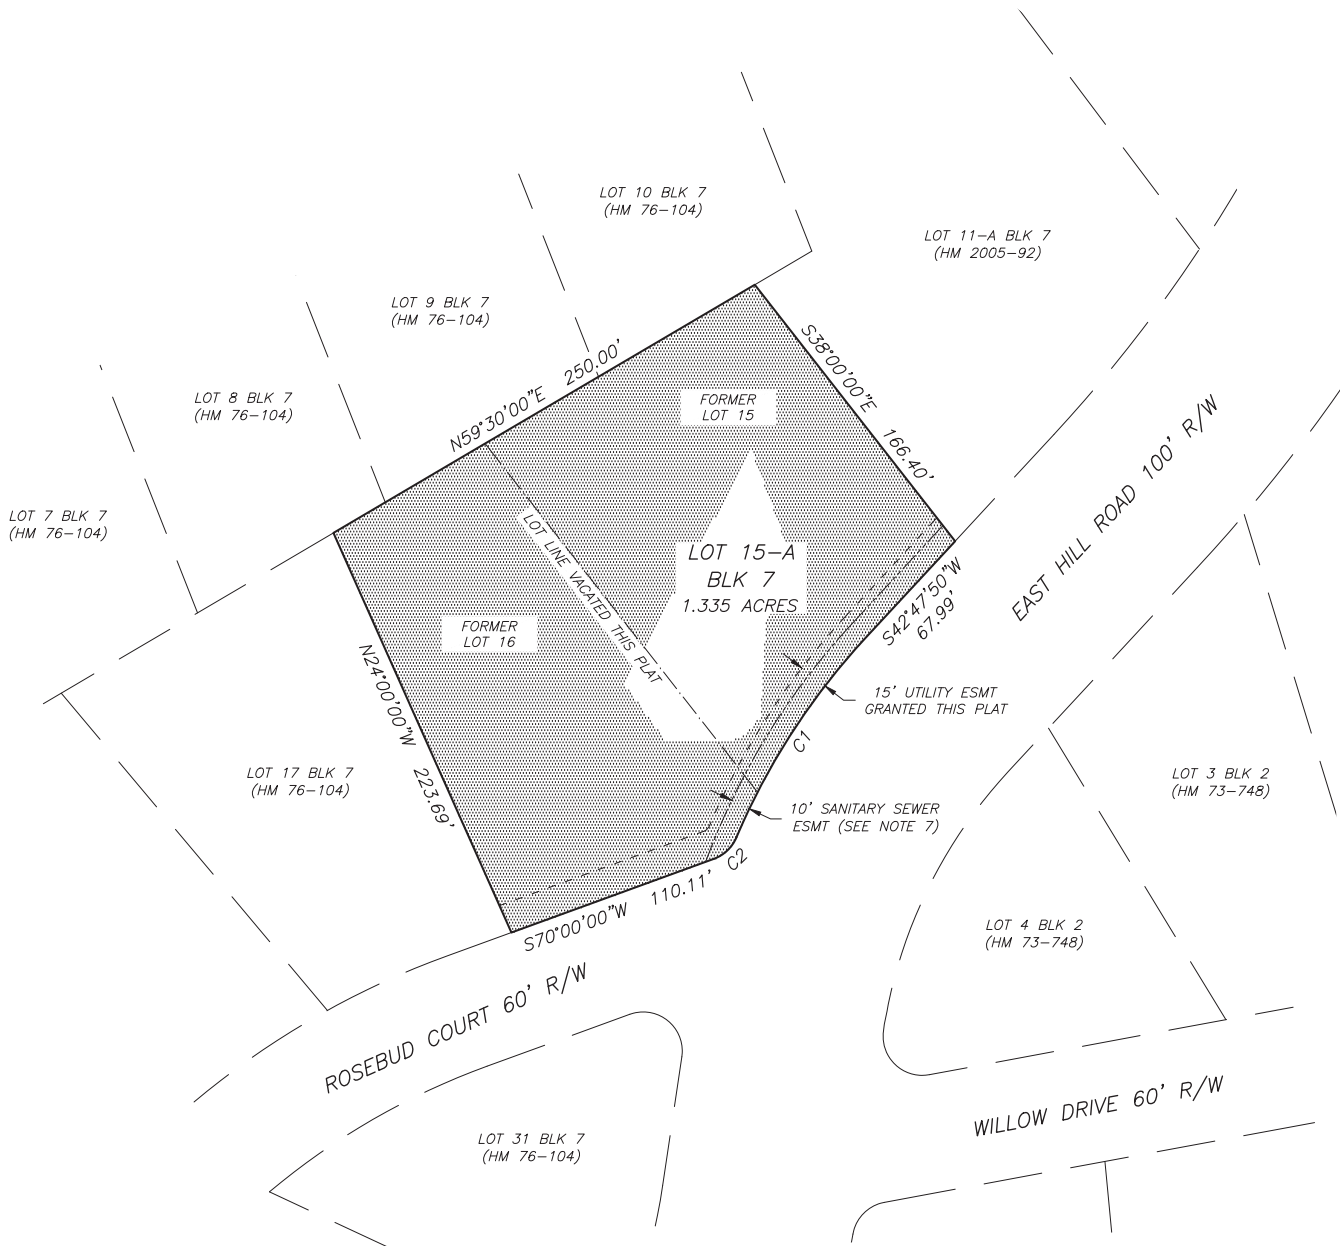 LOT 10 BLK 7
(HM 76-104)
LOT 11-A BLK 7
(HM 2005-92)
LOT 9 BLK 7
(HM 76-104)
LOT 8 BLK 7
(HM 76-104)
LOT 7 BLK 7
(HM 76-104)
N59°30'00"E 250.00'
S38°00'00"E 166.40'
FORMER
LOT 15
EAST HILL ROAD 100' R/W
LOT LINE VACATED THIS PLAT
LOT 15-A
BLK 7
1.335 ACRES
S42°47'50"W
67.99'
FORMER
LOT 16
N24°00'00"W 223.69'
15' UTILITY ESMT
GRANTED THIS PLAT
C1
LOT 17 BLK 7
(HM 76-104)
LOT 3 BLK 2
(HM 73-748)
10' SANITARY SEWER
ESMT (SEE NOTE 7)
C2
S70°00'00"W 110.11'
LOT 4 BLK 2
(HM 73-748)
ROSEBUD COURT 60' R/W
WILLOW DRIVE 60' R/W
LOT 31 BLK 7
(HM 76-104)